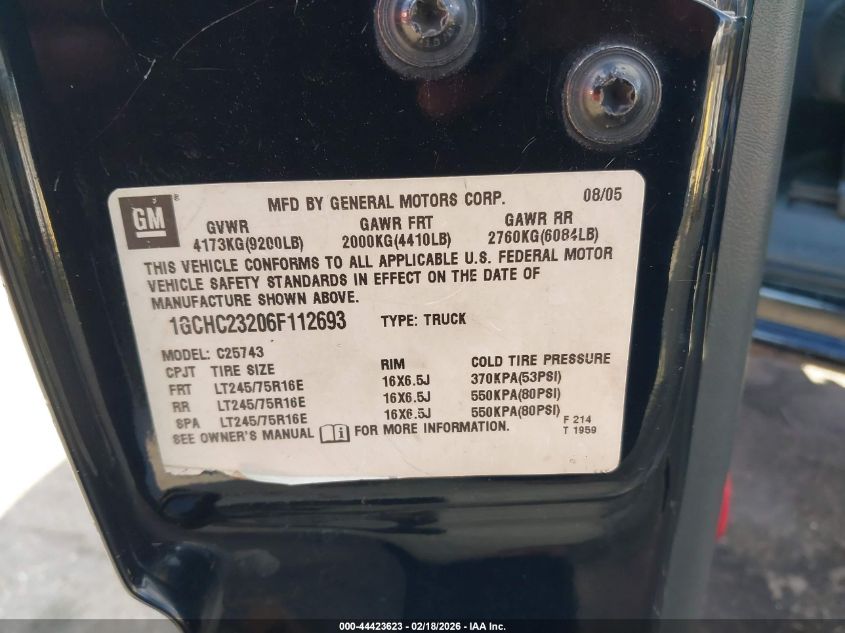 GM
®
MFD BY GENERAL MOTORS CORP. 08/05
GVWR GAWR FRT GAWR RR
4173KG(9200LB) 2000KG(4410LB) 2760KG(6084LB)
THIS VEHICLE CONFORMS TO ALL APPLICABLE U.S. FEDERAL MOTOR
VEHICLE SAFETY STANDARDS IN EFFECT ON THE DATE OF
MANUFACTURE SHOWN ABOVE.
1GCHC23206F112693 TYPE: TRUCK
MODEL: C25743
CPJT TIRE SIZE RIM COLD TIRE PRESSURE
FRT LT245/75R16E 16X6.5J 370KPA(53PSI)
RR LT245/75R16E 16X6.5J 550KPA(80PSI)
SPA LT245/75R16E 16X6.5J 550KPA(80PSI)
SEE OWNER'S MANUAL i FOR MORE INFORMATION.
F 214
T 1959
000-44423623 - 02/18/2026 - IAA Inc.